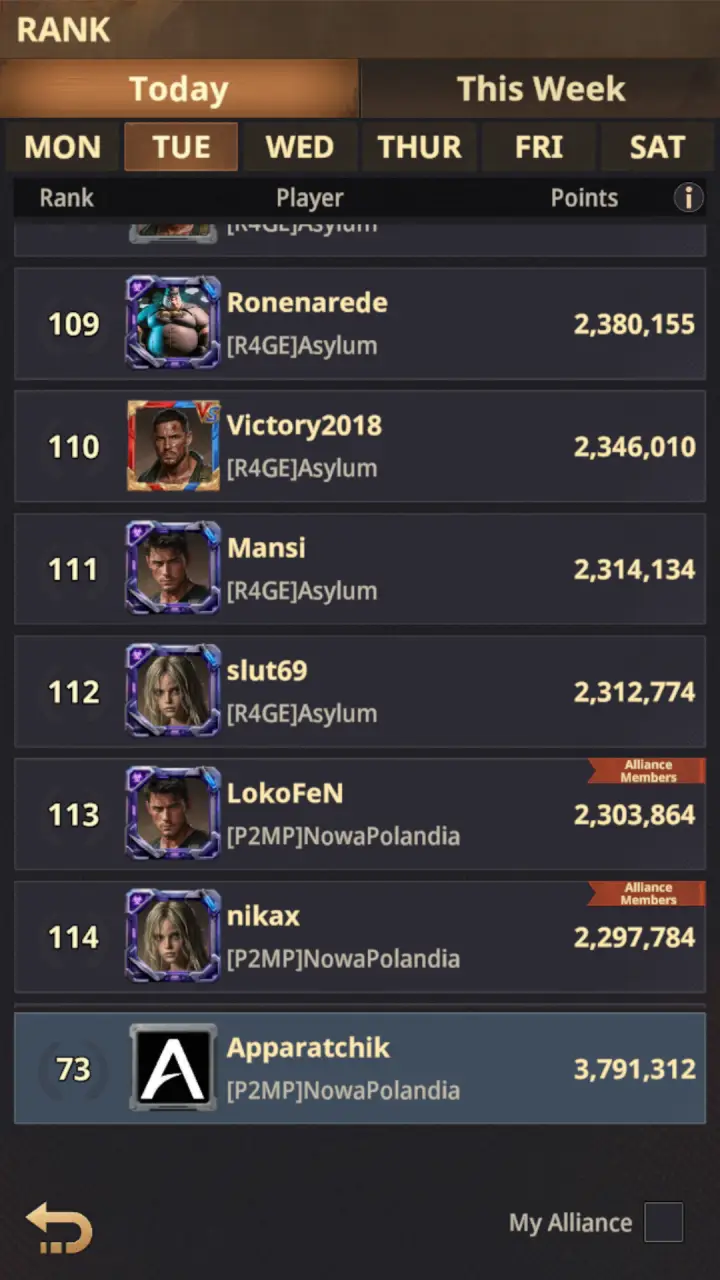 RANK
Today
This Week
MON
TUE
WED
THUR
FRI
SAT
Rank
Player
Points
i
[R4GE]Asylum
109
Ronenarede
[R4GE]Asylum
2,380,155
110
VS
Victory2018
[R4GE]Asylum
2,346,010
111
Mansi
[R4GE]Asylum
2,314,134
112
slut69
[R4GE]Asylum
2,312,774
113
LokoFeN
[P2MP]NowaPolandia
Alliance
Members
2,303,864
114
nikax
[P2MP]NowaPolandia
Alliance
Members
2,297,784
73
A
Apparatchik
[P2MP]NowaPolandia
3,791,312
My Alliance